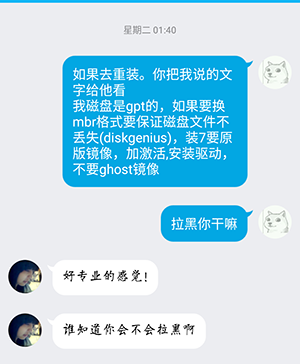 星期二 01:40
如果去重装。你把我说的文
字给他看
我磁盘是gpt的，如果要换
mbr格式要保证磁盘文件不
丢失(diskgenius)，装7要原
版镜像，加激活,安装驱动，
不要ghost镜像
拉黑你干嘛
好专业的感觉！
谁知道你会不会拉黑啊